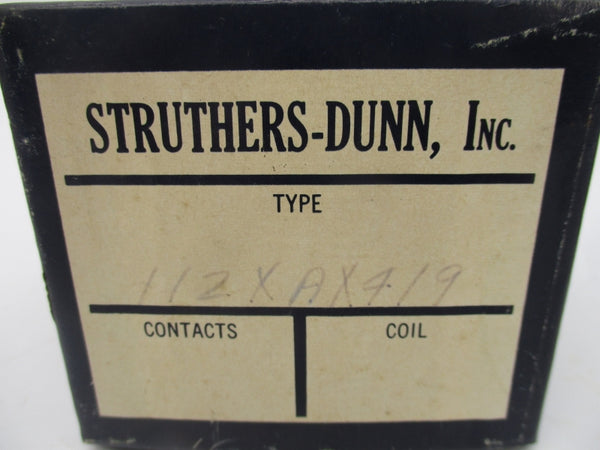 STRUTHERS-DUNN, INC.
TYPE
112XAX419
CONTACTS
COIL